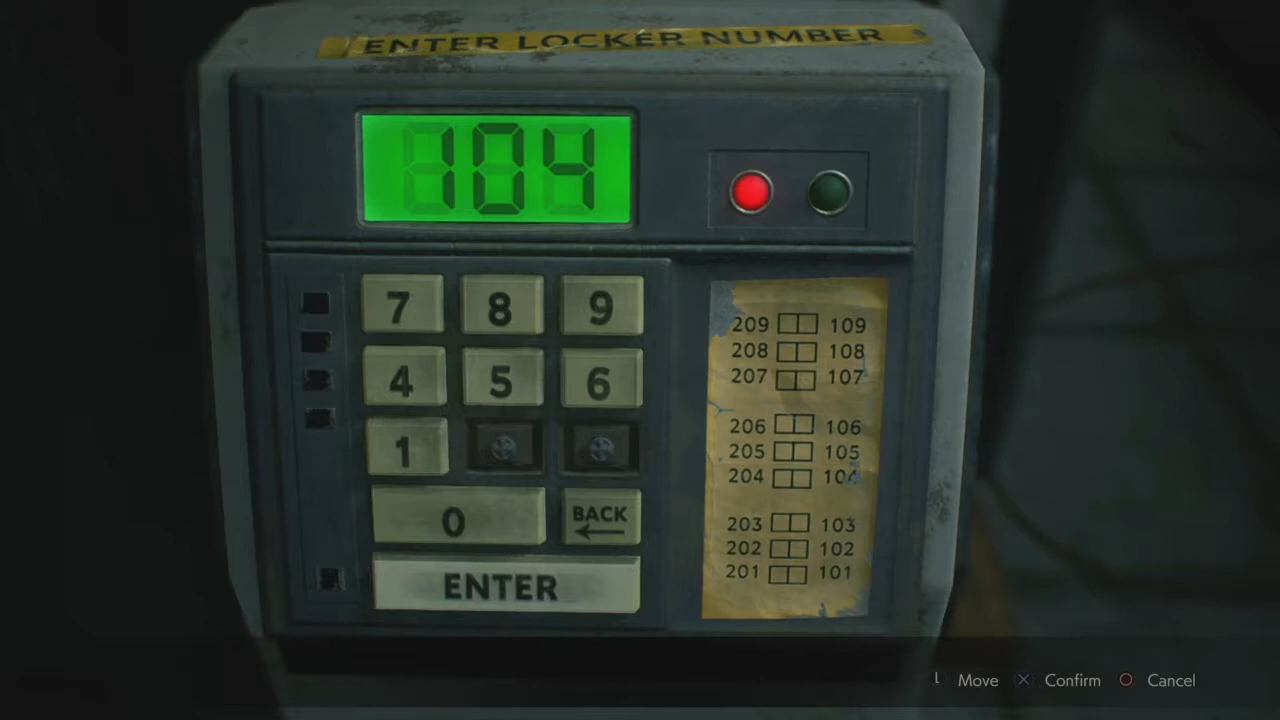 ENTER LOCKER NUMBER
104
7 8 9
4 5 6
1
0 BACK
ENTER
209 109
208 108
207 107
206 106
205 105
204 104
203 103
202 102
201 101
L Move X Confirm O Cancel